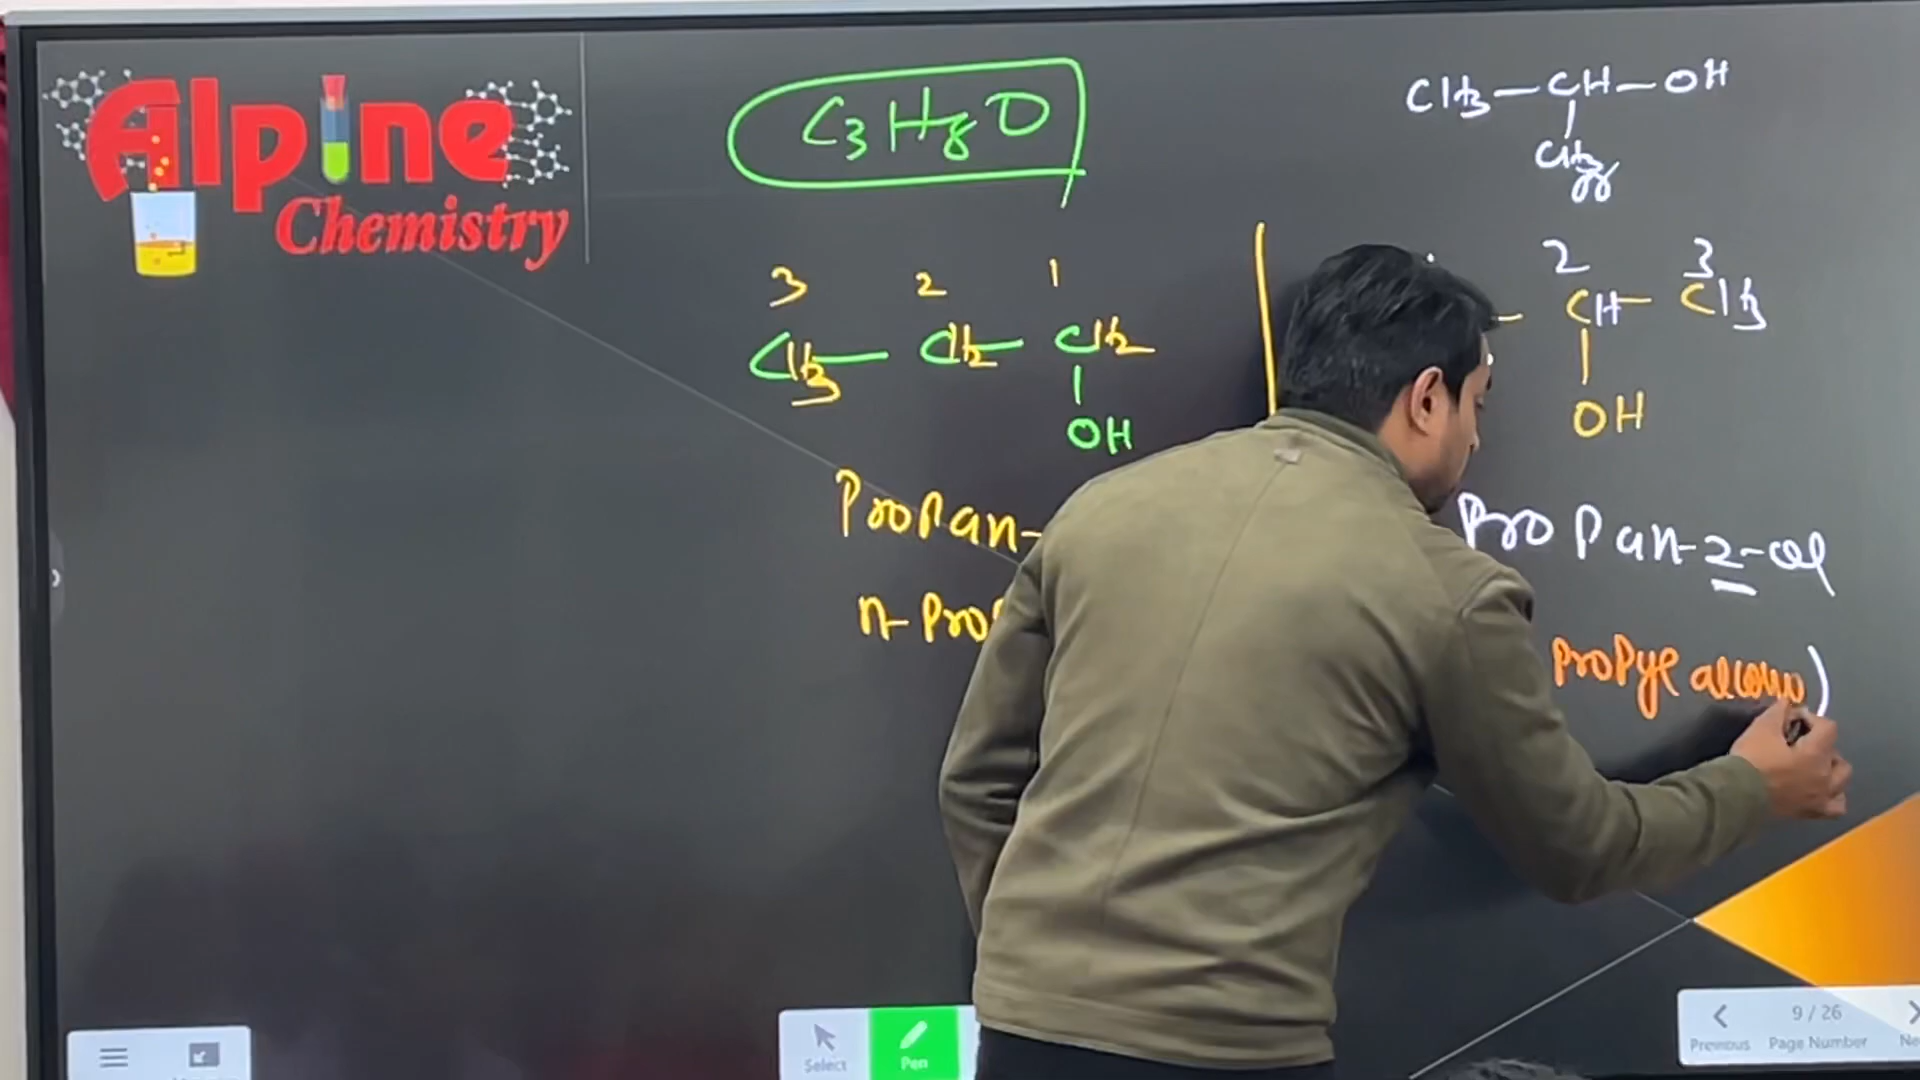 Alpine
Chemistry
C3H8O
CH3—CH—OH
CH3
3 2 1
CH3—CH2—CH2
OH
Propan-
n-Prop
2 3
CH—CH3
OH
Propan-2-ol
Propyl alcohol)
Select
Pen
9 / 26
Previous
Page Number